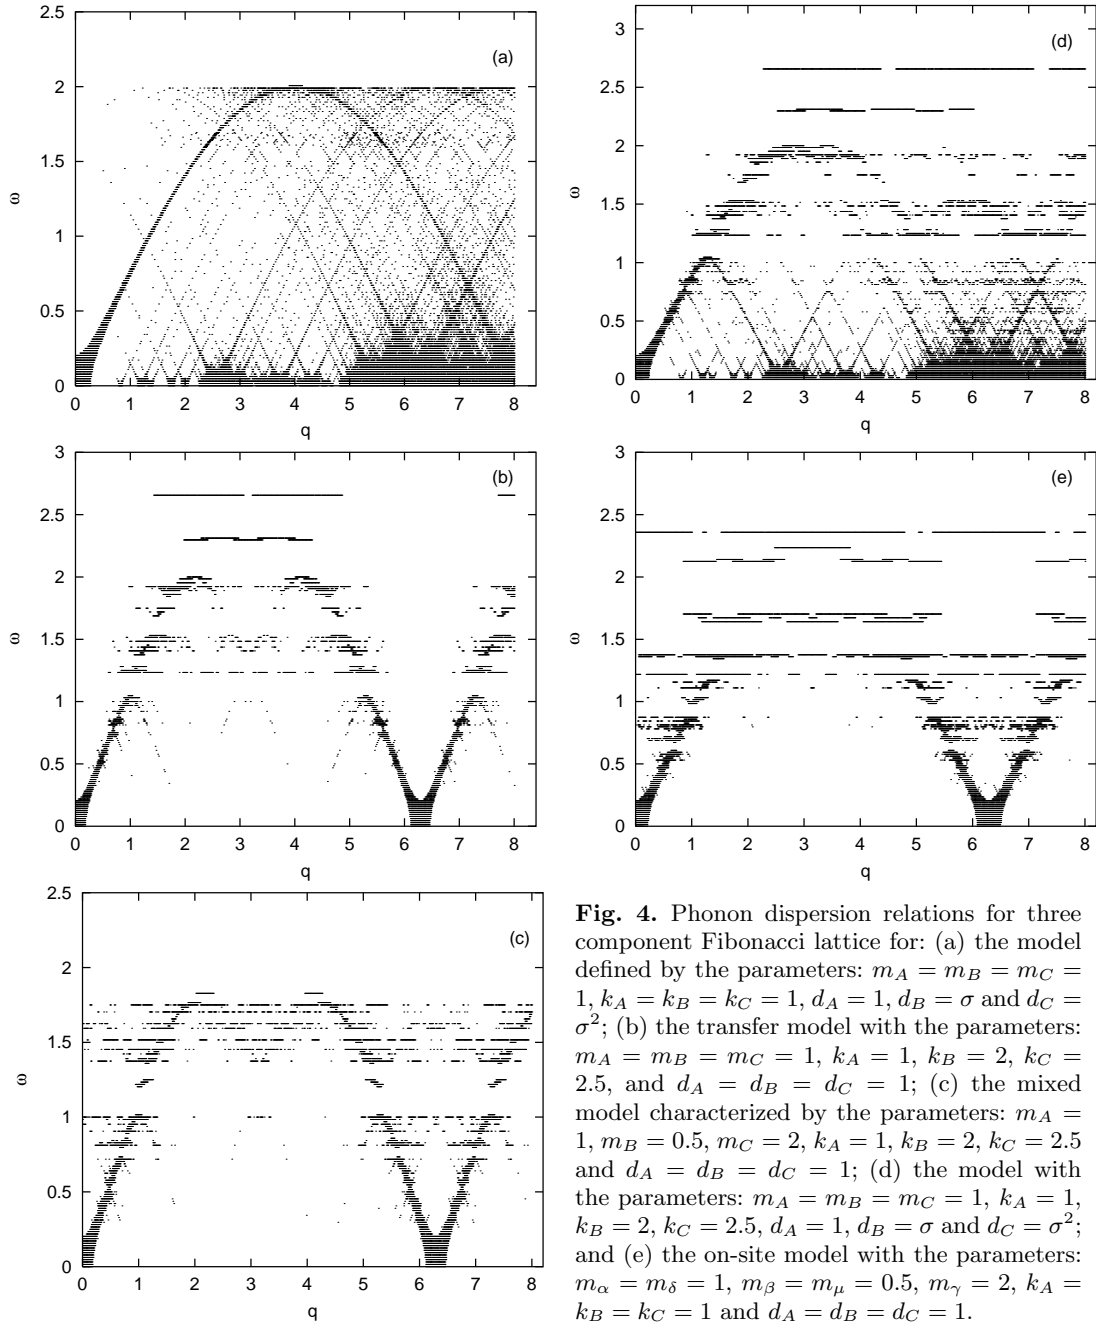 2.5
2
1.5
1
0.5
0
ω
(a)
0 1 2 3 4 5 6 7 8
q
3
2.5
2
1.5
1
0.5
0
ω
(d)
0 1 2 3 4 5 6 7 8
q
3
2.5
2
1.5
1
0.5
0
ω
(b)
0 1 2 3 4 5 6 7 8
q
3
2.5
2
1.5
1
0.5
0
ω
(e)
0 1 2 3 4 5 6 7 8
q
2.5
2
1.5
1
0.5
0
ω
(c)
0 1 2 3 4 5 6 7 8
q
Fig. 4. Phonon dispersion relations for three
component Fibonacci lattice for: (a) the model
defined by the parameters: m_A = m_B = m_C =
1, k_A = k_B = k_C = 1, d_A = 1, d_B = σ and d_C =
σ²; (b) the transfer model with the parameters:
m_A = m_B = m_C = 1, k_A = 1, k_B = 2, k_C =
2.5, and d_A = d_B = d_C = 1; (c) the mixed
model characterized by the parameters: m_A =
1, m_B = 0.5, m_C = 2, k_A = 1, k_B = 2, k_C = 2.5
and d_A = d_B = d_C = 1; (d) the model with
the parameters: m_A = m_B = m_C = 1, k_A = 1,
k_B = 2, k_C = 2.5, d_A = 1, d_B = σ and d_C = σ²;
and (e) the on-site model with the parameters:
m_α = m_δ = 1, m_β = m_μ = 0.5, m_γ = 2, k_A =
k_B = k_C = 1 and d_A = d_B = d_C = 1.